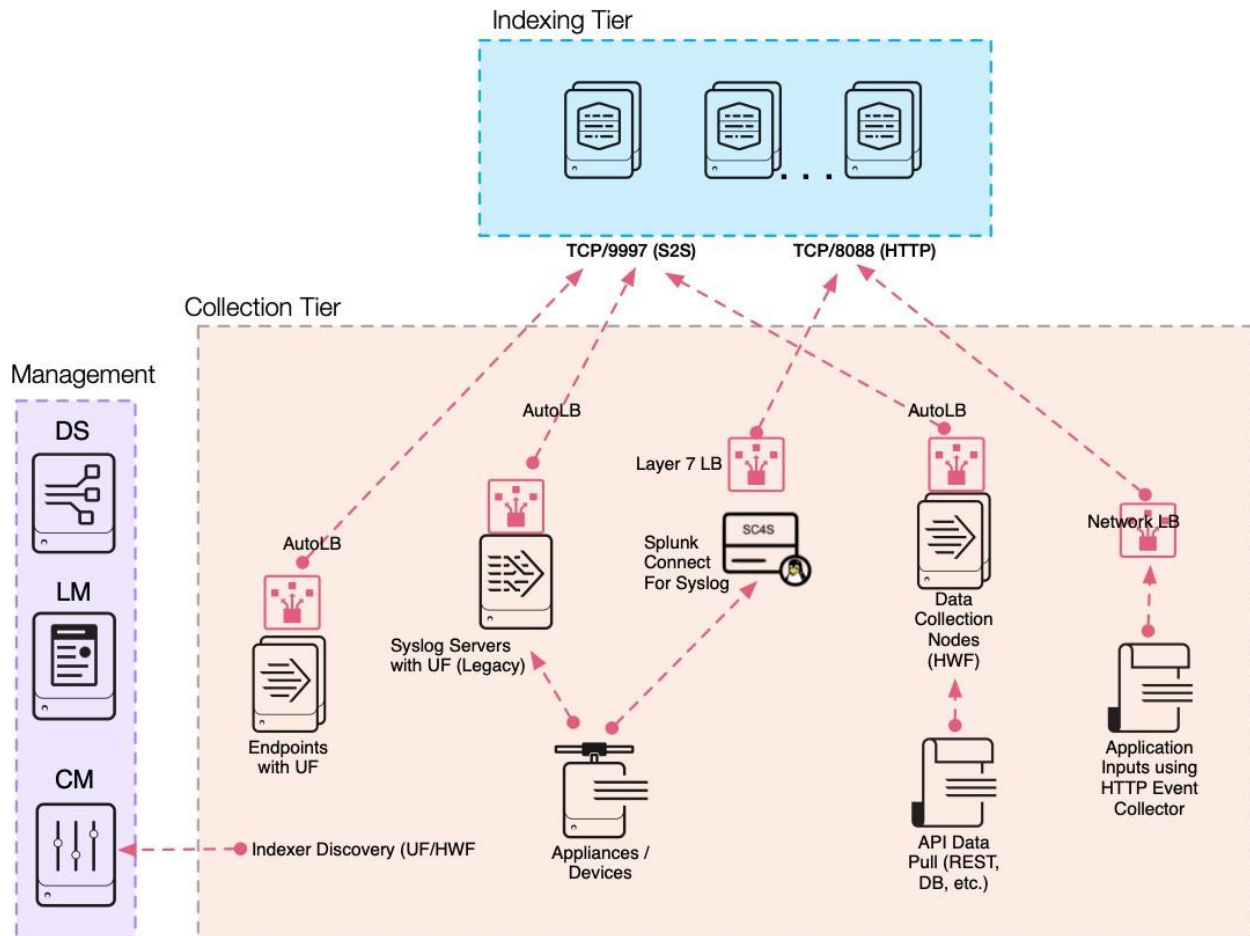 Indexing Tier
TCP/9997 (S2S)
TCP/8088 (HTTP)
Collection Tier
Management
DS
LM
CM
AutoLB
AutoLB
Layer 7 LB
AutoLB
Network LB
SC4S
Splunk
Connect
For Syslog
Syslog Servers
with UF (Legacy)
Data
Collection
Nodes
(HWF)
Endpoints
with UF
Application
Inputs using
HTTP Event
Collector
Indexer Discovery (UF/HWF
Appliances /
Devices
API Data
Pull (REST,
DB, etc.)